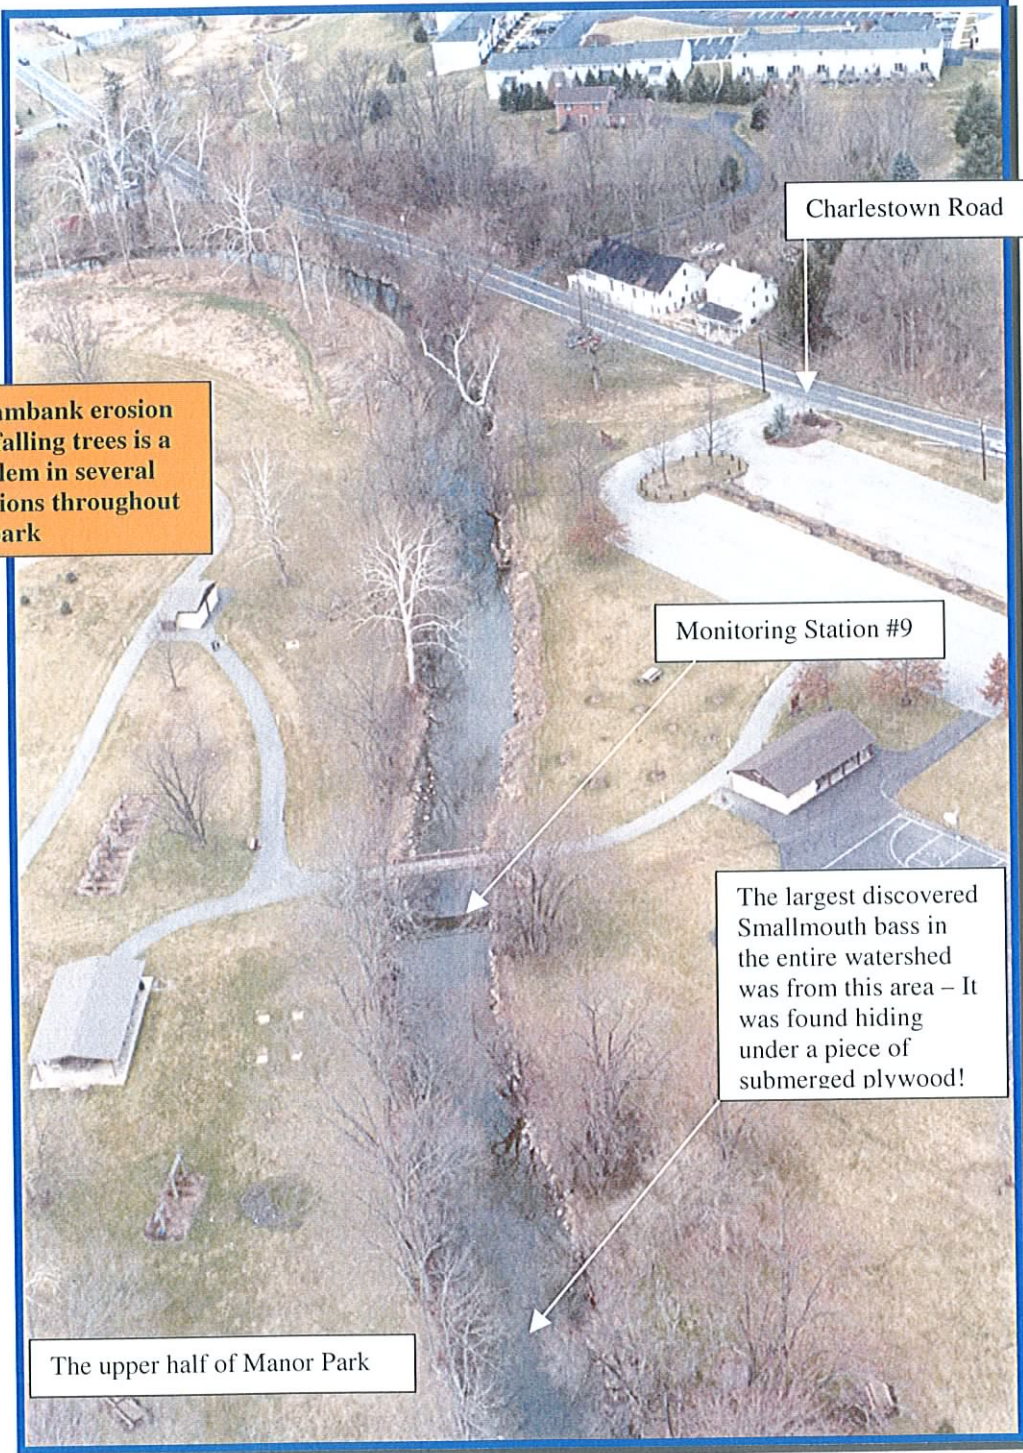 Charlestown Road
ambank erosion
falling trees is a
lem in several
ions throughout
ark
Monitoring Station #9
The largest discovered
Smallmouth bass in
the entire watershed
was from this area – It
was found hiding
under a piece of
submerged plywood!
The upper half of Manor Park